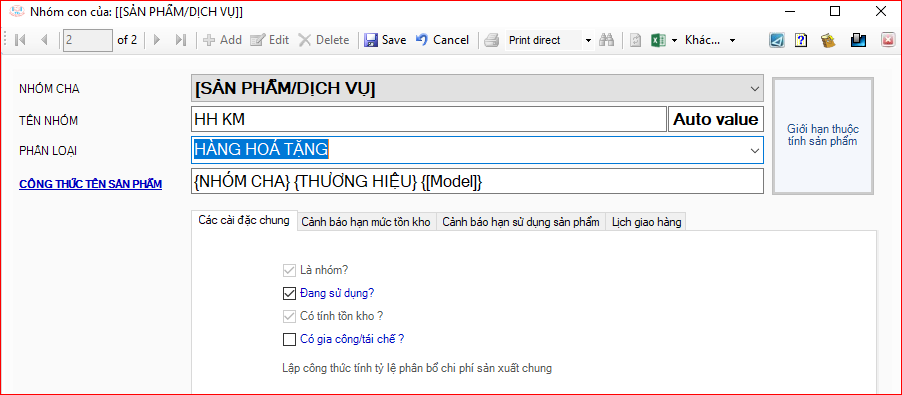 Nhóm con của: [[SẢN PHẨM/DỊCH VỤ]]
2 of 2 Add Edit Delete Save Cancel Print direct Khác...
NHÓM CHA [SẢN PHẨM/DỊCH VỤ]
TÊN NHÓM HH KM Auto value
PHÂN LOẠI HÀNG HOÁ TẶNG
CÔNG THỨC TÊN SẢN PHẨM {NHÓM CHA} {THƯƠNG HIỆU} {[Model]}
Giới hạn thuộc
tính sản phẩm
Các cài đặc chung Cảnh báo hạn mức tồn kho Cảnh báo hạn sử dụng sản phẩm Lịch giao hàng
Là nhóm?
Đang sử dụng?
Có tính tồn kho ?
Có gia công/tái chế ?
Lập công thức tính tỷ lệ phân bổ chi phí sản xuất chung